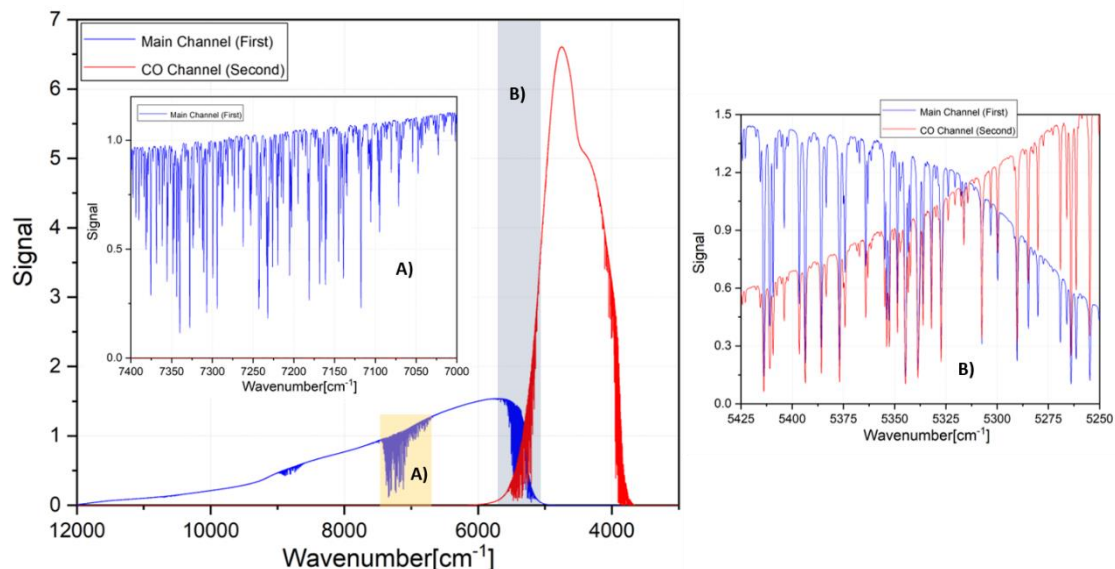 Signal
7
6
5
4
3
2
1
0
Main Channel (First)
CO Channel (Second)
B)
Signal
1.0
0.5
0.0
Main Channel (First)
A)
7400 7350 7300 7250 7200 7150 7100 7050 7000
Wavenumber[cm-1]
A)
12000 10000 8000 6000 4000
Wavenumber[cm-1]
Signal
1.5
1.2
0.9
0.6
0.3
0.0
Main Channel (First)
CO Channel (Second)
B)
5425 5400 5375 5350 5325 5300 5275 5250
Wavenumber[cm-1]